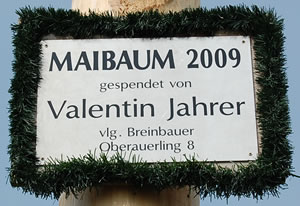 MAIBAUM 2009
gespendet von
Valentin Jahrer
vlg. Breinbauer
Oberauerling 8